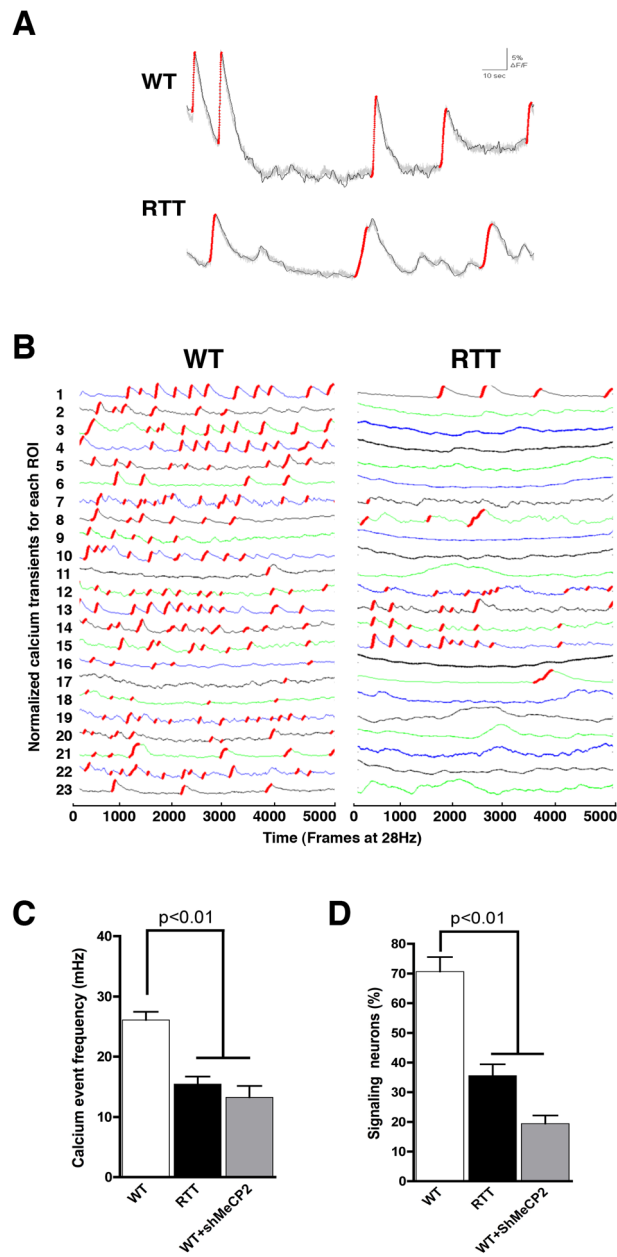 A
WT
5%
ΔF/F
10 sec
RTT
B
WT
RTT
Normalized calcium transients for each ROI
1
2
3
4
5
6
7
8
9
10
11
12
13
14
15
16
17
18
19
20
21
22
23
0 1000 2000 3000 4000 5000
0 1000 2000 3000 4000 5000
Time (Frames at 28Hz)
C
p<0.01
Calcium event frequency (mHz)
40
30
20
10
0
WT
RTT
WT+shMeCP2
D
p<0.01
Signaling neurons (%)
80
70
60
50
40
30
20
10
0
WT
RTT
WT+shMeCP2